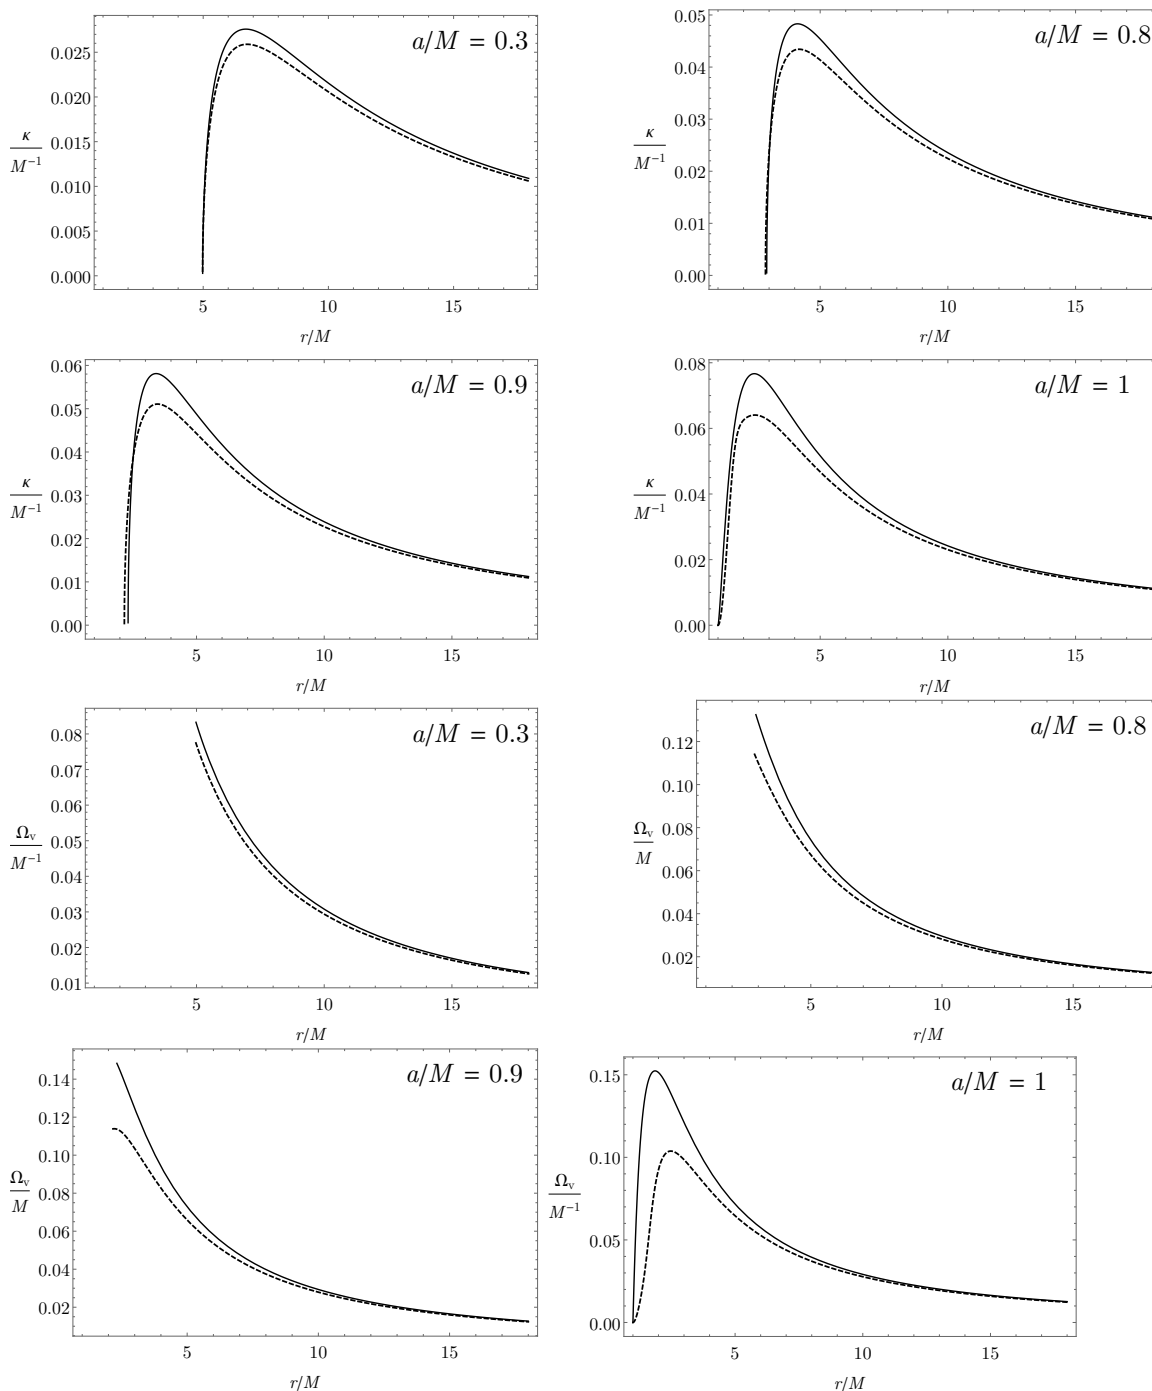 a/M = 0.3
0.025
0.020
0.015
0.010
0.005
0.000
κ
M⁻¹
5 10 15
r/M
a/M = 0.8
0.05
0.04
0.03
0.02
0.01
0.00
κ
M⁻¹
5 10 15
r/M
a/M = 0.9
0.06
0.05
0.04
0.03
0.02
0.01
0.00
κ
M⁻¹
5 10 15
r/M
a/M = 1
0.08
0.06
0.04
0.02
0.00
κ
M⁻¹
5 10 15
r/M
a/M = 0.3
0.08
0.07
0.06
0.05
0.04
0.03
0.02
0.01
Ωᵥ
M⁻¹
5 10 15
r/M
a/M = 0.8
0.12
0.10
0.08
0.06
0.04
0.02
Ωᵥ
M
5 10 15
r/M
a/M = 0.9
0.14
0.12
0.10
0.08
0.06
0.04
0.02
Ωᵥ
M
5 10 15
r/M
a/M = 1
0.15
0.10
0.05
0.00
Ωᵥ
M⁻¹
5 10 15
r/M